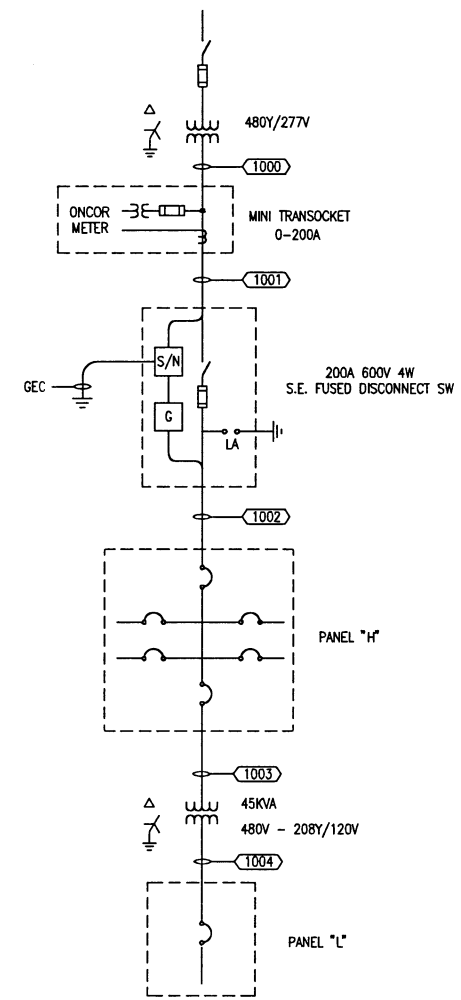 480Y/277V
1000
ONCOR
METER
MINI TRANSOCKET
0-200A
1001
S/N
200A 600V 4W
S.E. FUSED DISCONNECT SW
GEC
G
LA
1002
PANEL "H"
1003
45KVA
480V - 208Y/120V
1004
PANEL "L"